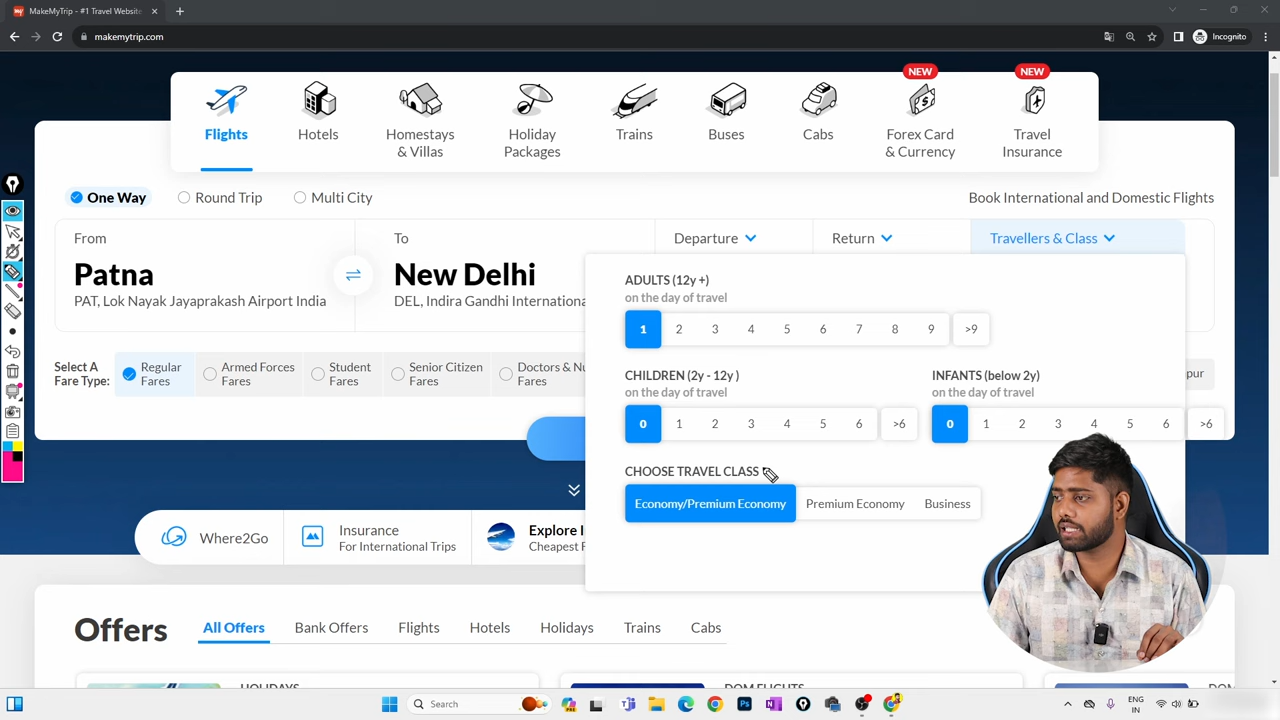 MakeMyTrip - #1 Travel Website
makemytrip.com
Incognito
NEW
NEW
Flights
Hotels
Homestays
& Villas
Holiday
Packages
Trains
Buses
Cabs
Forex Card
& Currency
Travel
Insurance
One Way
Round Trip
Multi City
Book International and Domestic Flights
From
To
Departure
Return
Travellers & Class
Patna
New Delhi
PAT, Lok Nayak Jayaprakash Airport India
DEL, Indira Gandhi Internationa
ADULTS (12y +)
on the day of travel
1 2 3 4 5 6 7 8 9 >9
Select A
Fare Type:
Regular
Fares
Armed Forces
Fares
Student
Fares
Senior Citizen
Fares
Doctors & Nu
Fares
pur
CHILDREN (2y - 12y )
on the day of travel
0 1 2 3 4 5 6 >6
INFANTS (below 2y)
on the day of travel
0 1 2 3 4 5 6 >6
CHOOSE TRAVEL CLASS
Economy/Premium Economy
Premium Economy
Business
Where2Go
Insurance
For International Trips
Explore I
Cheapest F
Offers
All Offers
Bank Offers
Flights
Hotels
Holidays
Trains
Cabs
HOLIDAYS
DOM FLIGHTS
Search
ENG
IN